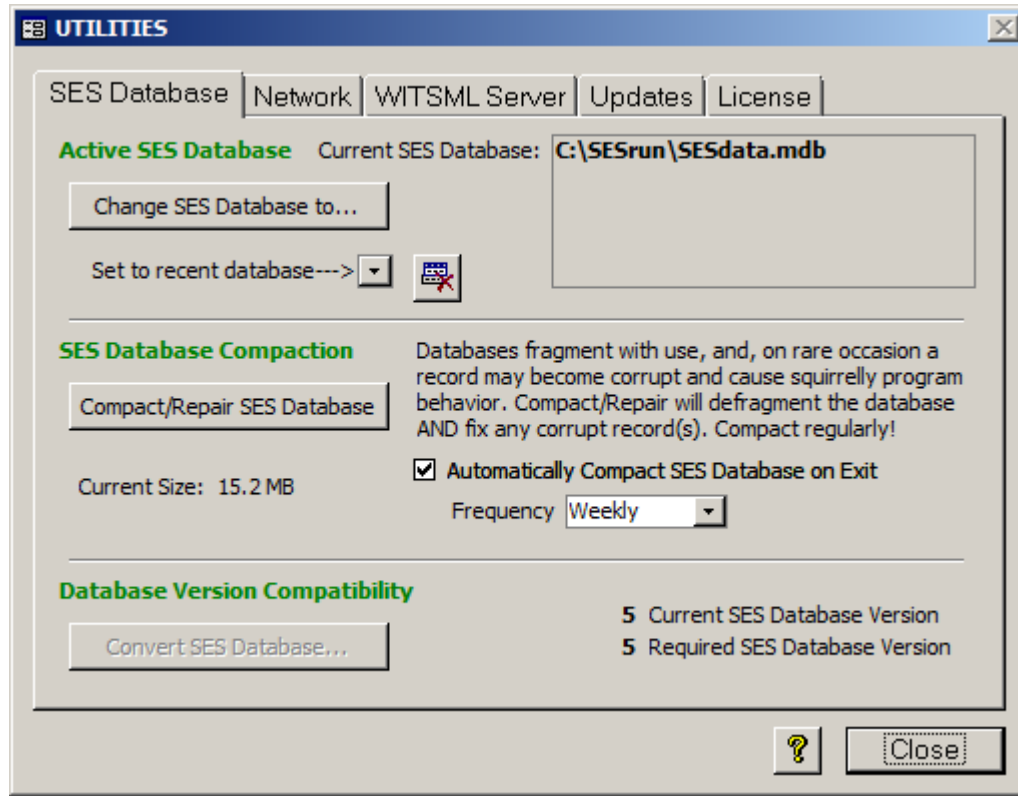 UTILITIES
SES Database Network WITSML Server Updates License
Active SES Database Current SES Database: C:\SESrun\SESdata.mdb
Change SES Database to...
Set to recent database--->
SES Database Compaction
Databases fragment with use, and, on rare occasion a
record may become corrupt and cause squirrelly program
behavior. Compact/Repair will defragment the database
AND fix any corrupt record(s). Compact regularly!
Compact/Repair SES Database
Automatically Compact SES Database on Exit
Current Size: 15.2 MB
Frequency Weekly
Database Version Compatibility
Convert SES Database...
5 Current SES Database Version
5 Required SES Database Version
? Close